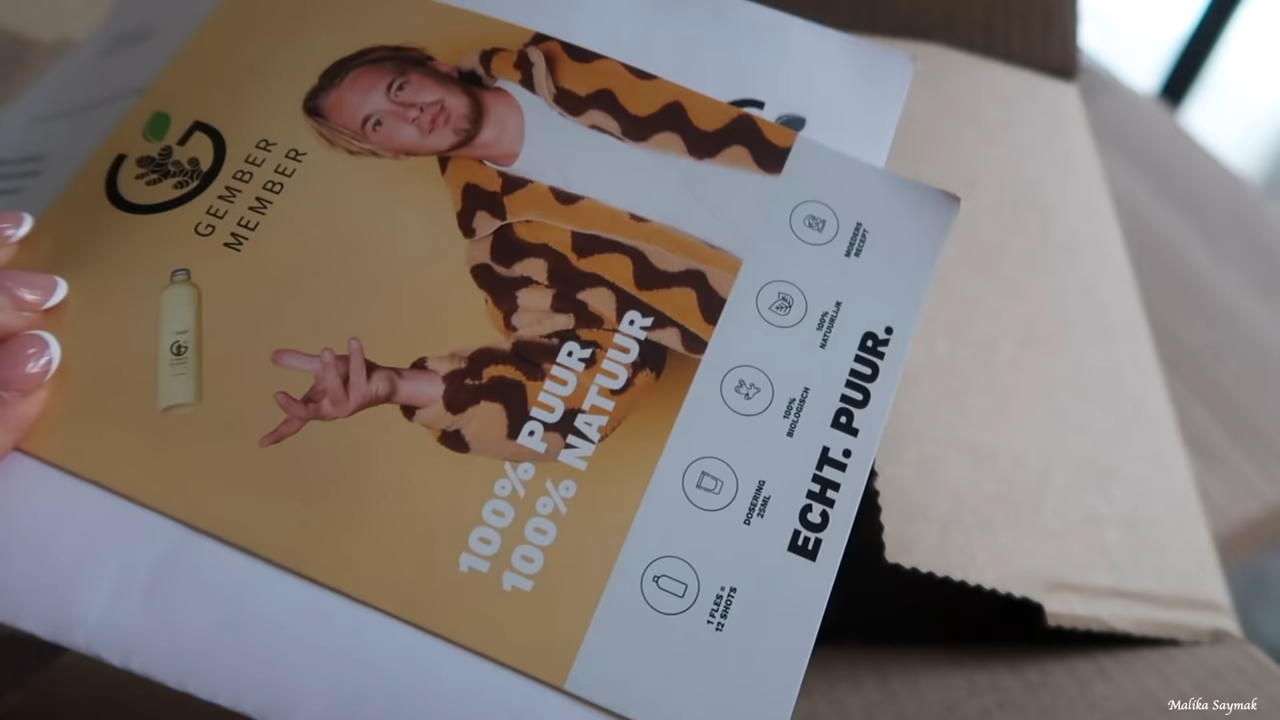 GEMBER
MEMBER
100% PUUR
100% NATUUR
MOEDERS
RECEPT
100%
NATUURLIJK
100%
BIOLOGISCH
DOSERING
25ML
1 FLES =
12 SHOTS
ECHT. PUUR.
Malika Saymak